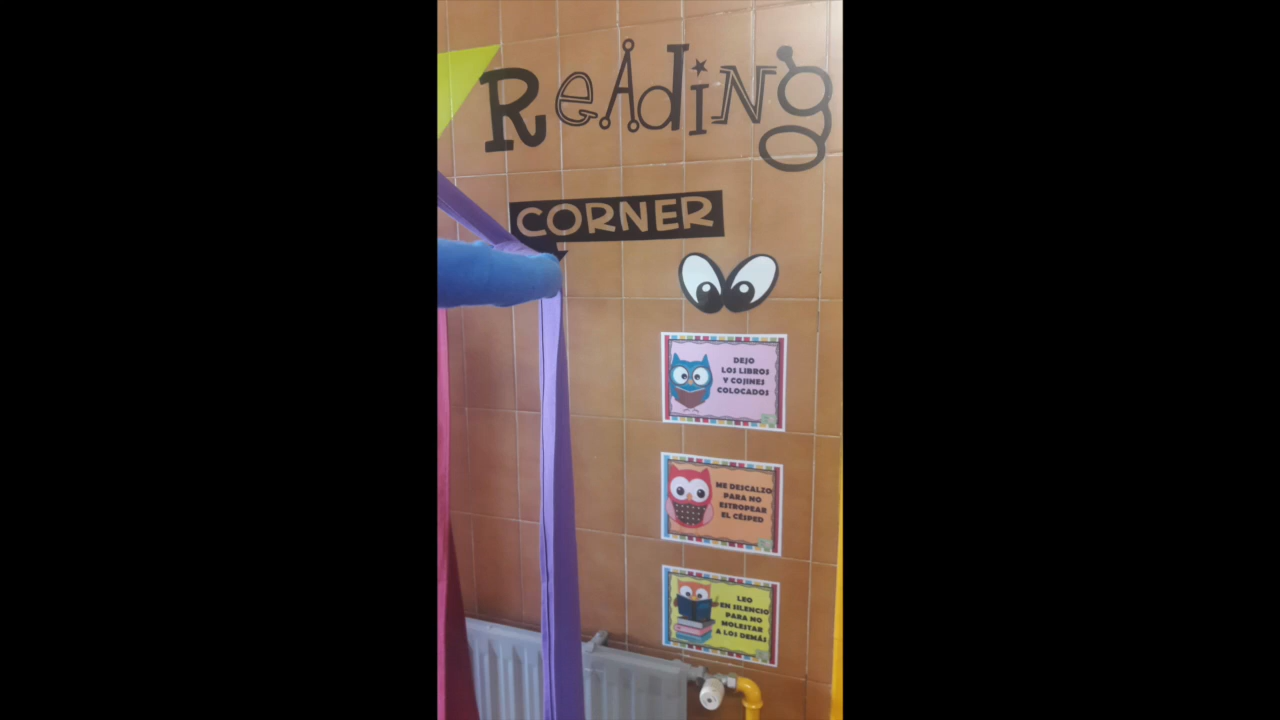 ReAding
CORNER
DEJO
LOS LIBROS
Y COJINES
COLOCADOS
ME DESCALZO
PARA NO
ESTROPEAR
EL CÉSPED
LEO
EN SILENCIO
PARA NO
MOLESTAR
A LOS DEMÁS